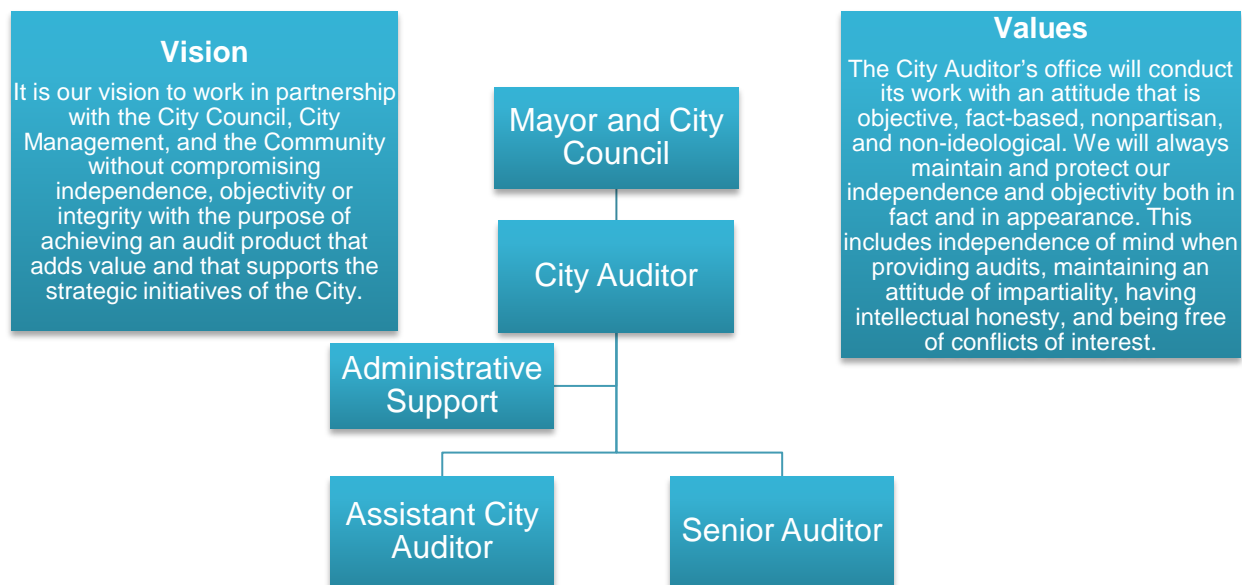 Vision
It is our vision to work in partnership
with the City Council, City
Management, and the Community
without compromising
independence, objectivity or
integrity with the purpose of
achieving an audit product that
adds value and that supports the
strategic initiatives of the City.
Values
The City Auditor’s office will conduct
its work with an attitude that is
objective, fact-based, nonpartisan,
and non-ideological. We will always
maintain and protect our
independence and objectivity both in
fact and in appearance. This
includes independence of mind when
providing audits, maintaining an
attitude of impartiality, having
intellectual honesty, and being free
of conflicts of interest.
Mayor and City
Council
City Auditor
Administrative
Support
Assistant City
Auditor
Senior Auditor